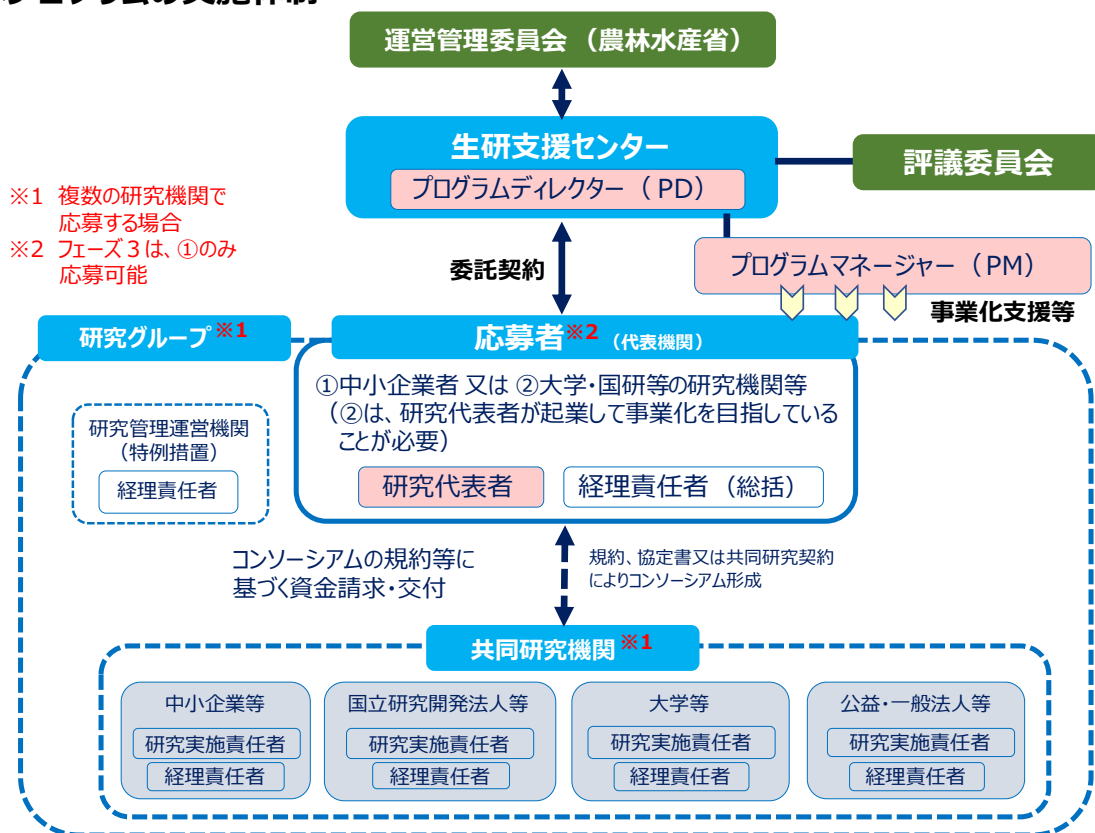 運営管理委員会（農林水産省）
生研支援センター
プログラムディレクター（PD）
評議委員会
※1 複数の研究機関で
応募する場合
※2 フェーズ３は、①のみ
応募可能
委託契約
プログラムマネージャー（PM）
事業化支援等
研究グループ※1
応募者※2（代表機関）
①中小企業者 又は ②大学・国研等の研究機関等
（②は、研究代表者が起業して事業化を目指している
ことが必要）
研究代表者
経理責任者（総括）
研究管理運営機関
（特例措置）
経理責任者
コンソーシアムの規約等に
基づく資金請求・交付
規約、協定書又は共同研究契約
によりコンソーシアム形成
共同研究機関※1
中小企業等
研究実施責任者
経理責任者
国立研究開発法人等
研究実施責任者
経理責任者
大学等
研究実施責任者
経理責任者
公益・一般法人等
研究実施責任者
経理責任者